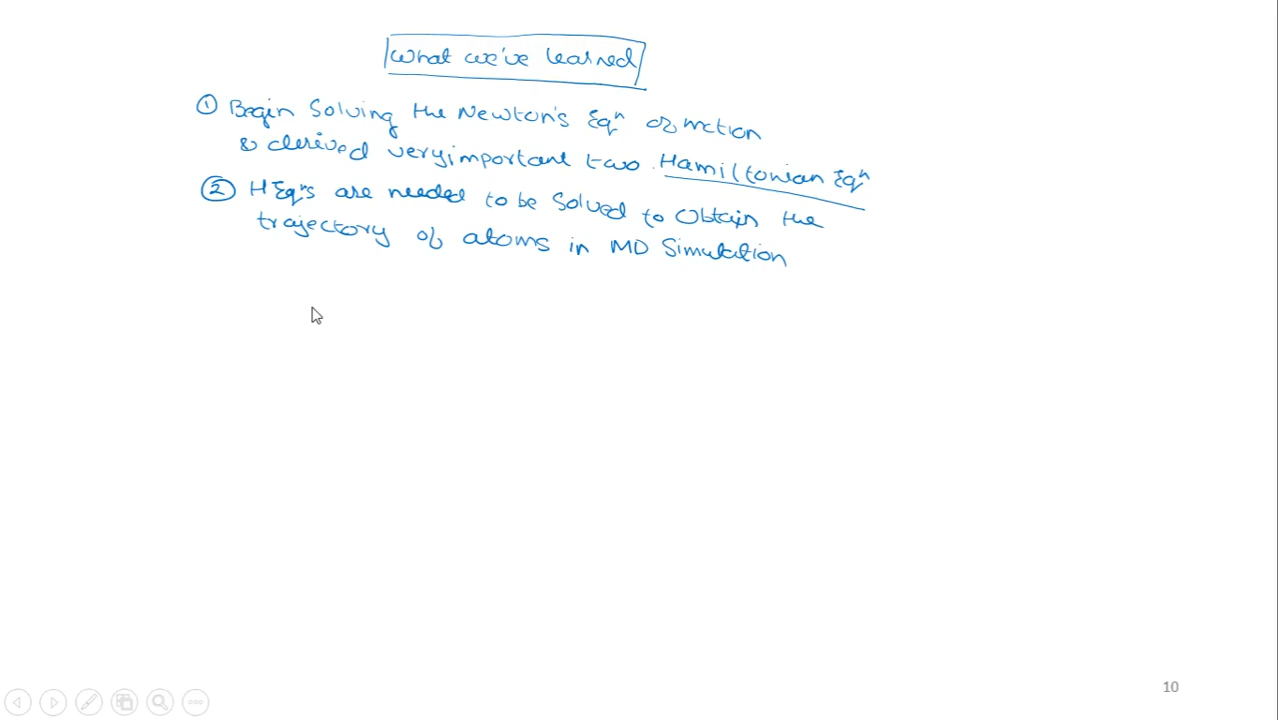 What we've learned
① Begin Solving the Newton's Eqⁿ of motion
& derived very important two Hamiltonian Eqⁿ
② H Eqⁿs are needed to be Solved to Obtain the
trajectory of atoms in MD Simulation
10